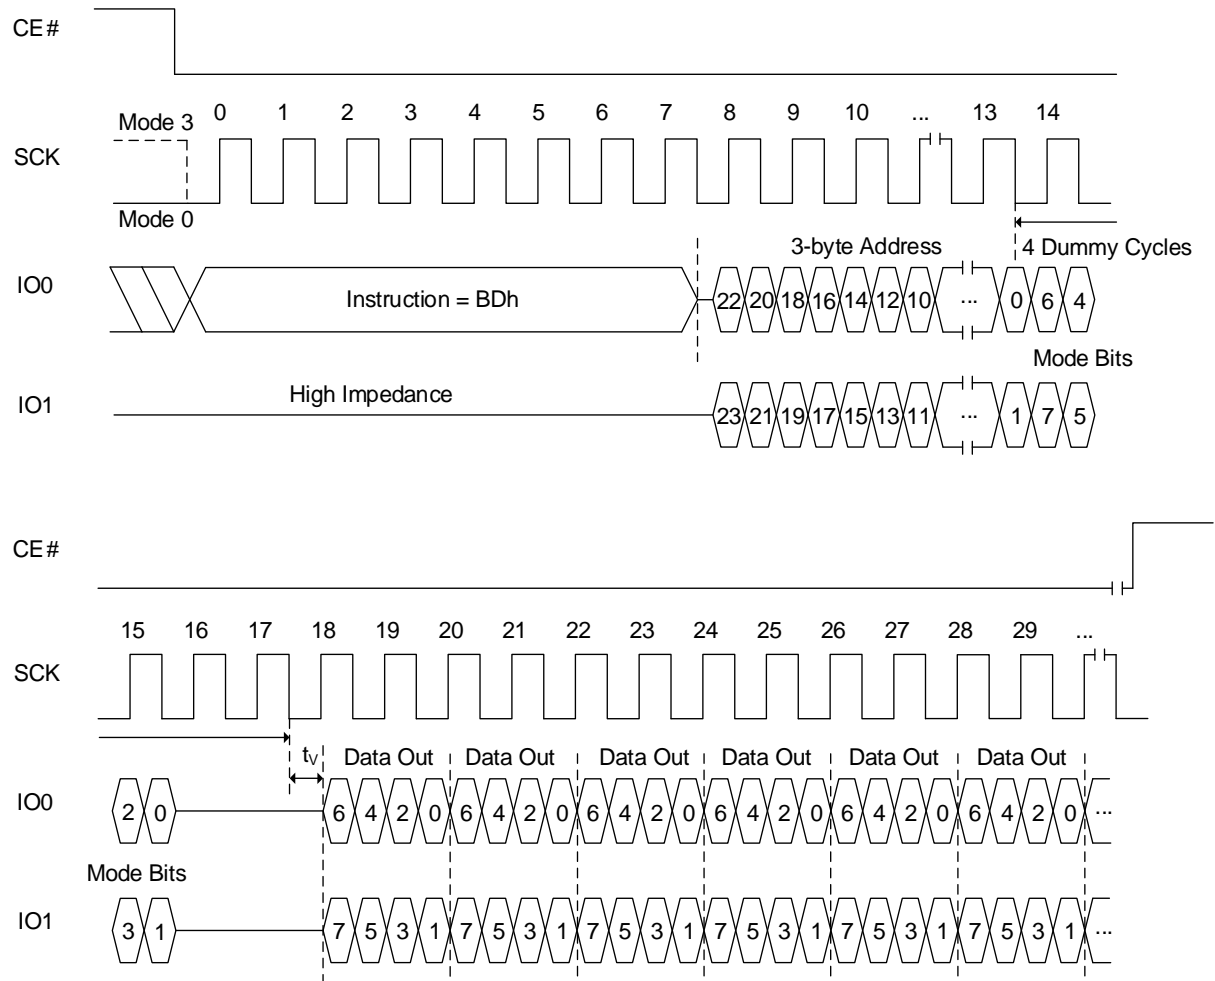 CE#
0 1 2 3 4 5 6 7 8 9 10 ... 13 14
Mode 3
SCK
Mode 0
3-byte Address 4 Dummy Cycles
IO0 Instruction = BDh 22 20 18 16 14 12 10 ... 0 6 4
Mode Bits
High Impedance
IO1 23 21 19 17 15 13 11 ... 1 7 5
CE#
15 16 17 18 19 20 21 22 23 24 25 26 27 28 29 ...
SCK
tV Data Out Data Out Data Out Data Out Data Out Data Out
IO0 2 0 6 4 2 0 6 4 2 0 6 4 2 0 6 4 2 0 6 4 2 0 6 4 2 0 ...
Mode Bits
IO1 3 1 7 5 3 1 7 5 3 1 7 5 3 1 7 5 3 1 7 5 3 1 7 5 3 1 ...